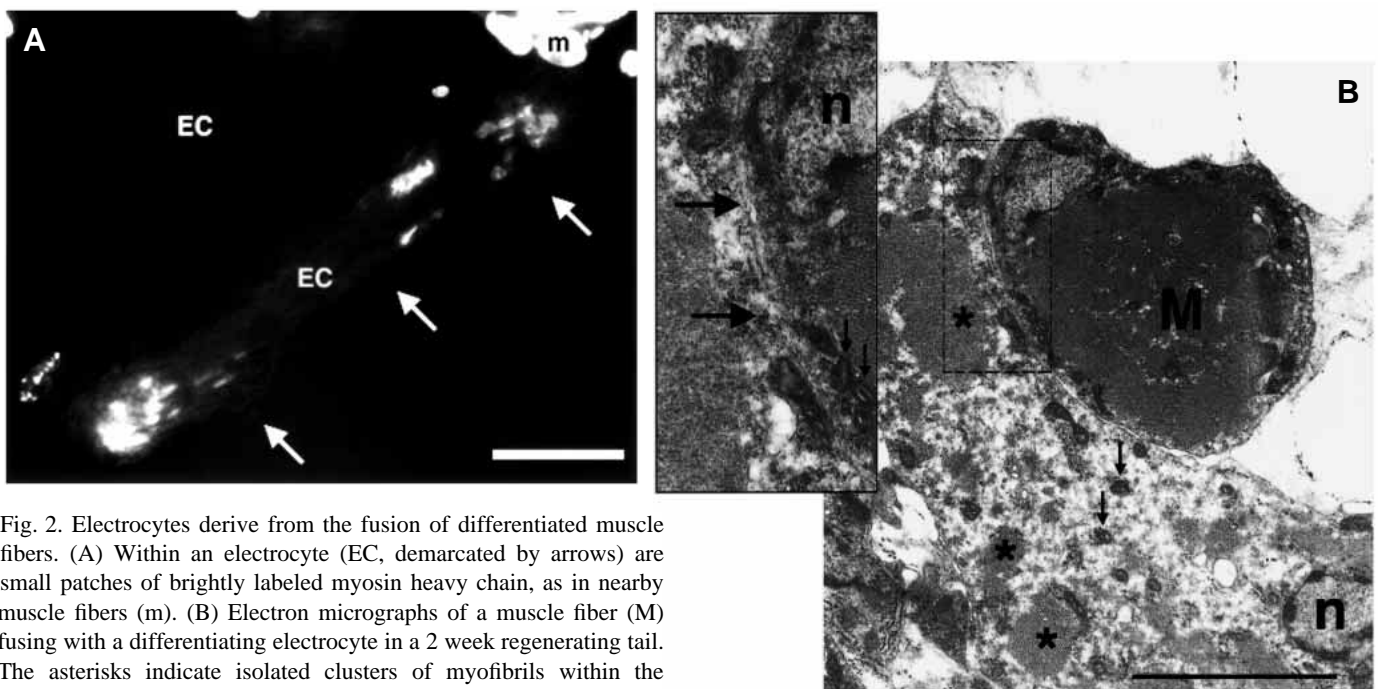 A
m
EC
EC
n
B
*
M
*
*
n
Fig. 2. Electrocytes derive from the fusion of differentiated muscle
fibers. (A) Within an electrocyte (EC, demarcated by arrows) are
small patches of brightly labeled myosin heavy chain, as in nearby
muscle fibers (m). (B) Electron micrographs of a muscle fiber (M)
fusing with a differentiating electrocyte in a 2 week regenerating tail.
The asterisks indicate isolated clusters of myofibrils within the